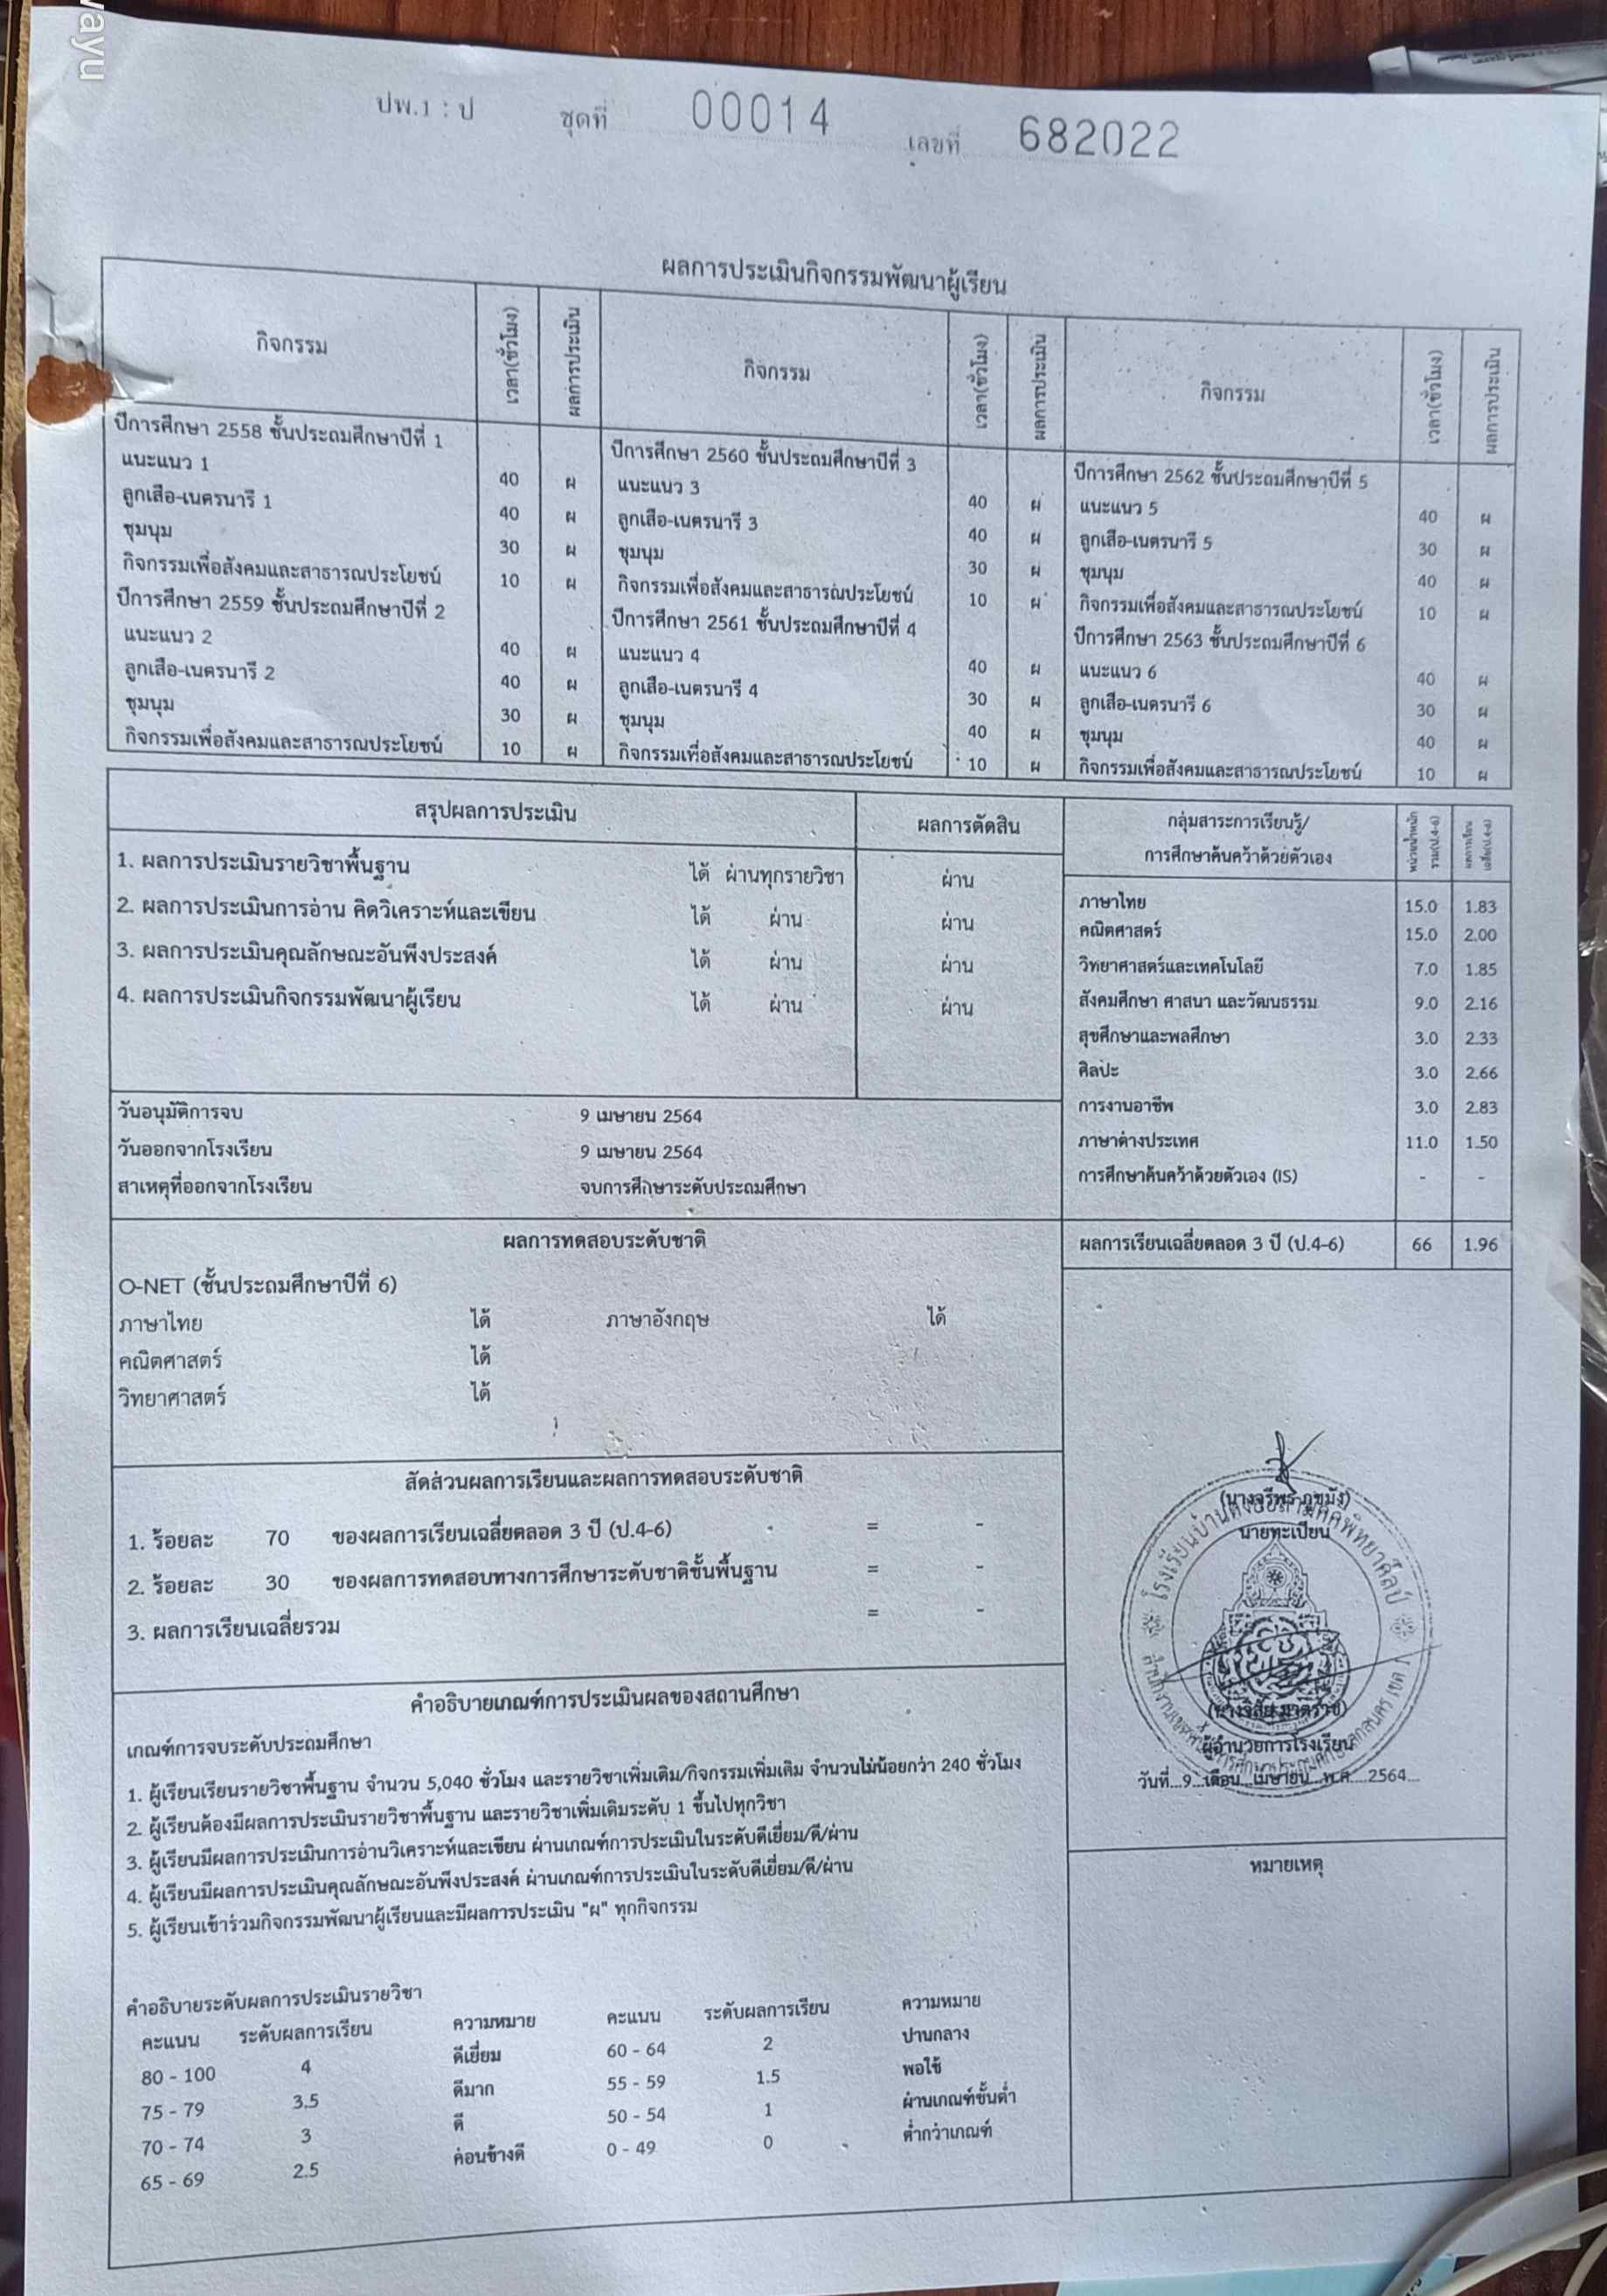 wayu
ปพ.1 : ป ชุดที่ 00014 เลขที่ 682022
ผลการประเมินกิจกรรมพัฒนาผู้เรียน
กิจกรรม เวลา(ชั่วโมง) ผลการประเมิน กิจกรรม เวลา(ชั่วโมง) ผลการประเมิน กิจกรรม เวลา(ชั่วโมง) ผลการประเมิน
ปีการศึกษา 2558 ชั้นประถมศึกษาปีที่ 1
แนะแนว 1 40 ผ
ลูกเสือ-เนตรนารี 1 40 ผ
ชุมนุม 30 ผ
กิจกรรมเพื่อสังคมและสาธารณประโยชน์ 10 ผ
ปีการศึกษา 2559 ชั้นประถมศึกษาปีที่ 2
แนะแนว 2 40 ผ
ลูกเสือ-เนตรนารี 2 40 ผ
ชุมนุม 30 ผ
กิจกรรมเพื่อสังคมและสาธารณประโยชน์ 10 ผ
ปีการศึกษา 2560 ชั้นประถมศึกษาปีที่ 3
แนะแนว 3 40 ผ
ลูกเสือ-เนตรนารี 3 40 ผ
ชุมนุม 30 ผ
กิจกรรมเพื่อสังคมและสาธารณประโยชน์ 10 ผ
ปีการศึกษา 2561 ชั้นประถมศึกษาปีที่ 4
แนะแนว 4 40 ผ
ลูกเสือ-เนตรนารี 4 30 ผ
ชุมนุม 40 ผ
กิจกรรมเพื่อสังคมและสาธารณประโยชน์ 10 ผ
ปีการศึกษา 2562 ชั้นประถมศึกษาปีที่ 5
แนะแนว 5 40 ผ
ลูกเสือ-เนตรนารี 5 30 ผ
ชุมนุม 40 ผ
กิจกรรมเพื่อสังคมและสาธารณประโยชน์ 10 ผ
ปีการศึกษา 2563 ชั้นประถมศึกษาปีที่ 6
แนะแนว 6 40 ผ
ลูกเสือ-เนตรนารี 6 30 ผ
ชุมนุม 40 ผ
กิจกรรมเพื่อสังคมและสาธารณประโยชน์ 10 ผ
สรุปผลการประเมิน ผลการตัดสิน
1. ผลการประเมินรายวิชาพื้นฐาน ได้ ผ่านทุกรายวิชา ผ่าน
2. ผลการประเมินการอ่าน คิดวิเคราะห์และเขียน ได้ ผ่าน ผ่าน
3. ผลการประเมินคุณลักษณะอันพึงประสงค์ ได้ ผ่าน ผ่าน
4. ผลการประเมินกิจกรรมพัฒนาผู้เรียน ได้ ผ่าน ผ่าน
วันอนุมัติการจบ 9 เมษายน 2564
วันออกจากโรงเรียน 9 เมษายน 2564
สาเหตุที่ออกจากโรงเรียน จบการศึกษาระดับประถมศึกษา
กลุ่มสาระการเรียนรู้/
การศึกษาค้นคว้าด้วยตัวเอง
หน่วยน้ำหนัก
รวม(ป.4-6)
ผลการเรียน
เฉลี่ย(ป.4-6)
ภาษาไทย 15.0 1.83
คณิตศาสตร์ 15.0 2.00
วิทยาศาสตร์และเทคโนโลยี 7.0 1.85
สังคมศึกษา ศาสนา และวัฒนธรรม 9.0 2.16
สุขศึกษาและพลศึกษา 3.0 2.33
ศิลปะ 3.0 2.66
การงานอาชีพ 3.0 2.83
ภาษาต่างประเทศ 11.0 1.50
การศึกษาค้นคว้าด้วยตัวเอง (IS) - -
ผลการเรียนเฉลี่ยตลอด 3 ปี (ป.4-6) 66 1.96
ผลการทดสอบระดับชาติ
O-NET (ชั้นประถมศึกษาปีที่ 6)
ภาษาไทย ได้ ภาษาอังกฤษ ได้
คณิตศาสตร์ ได้
วิทยาศาสตร์ ได้
สัดส่วนผลการเรียนและผลการทดสอบระดับชาติ
1. ร้อยละ 70 ของผลการเรียนเฉลี่ยตลอด 3 ปี (ป.4-6) = -
2. ร้อยละ 30 ของผลการทดสอบทางการศึกษาระดับชาติขั้นพื้นฐาน = -
3. ผลการเรียนเฉลี่ยรวม = -
นายทะเบียน
ผู้อำนวยการโรงเรียน
วันที่...9...เดือน...เมษายน...พ.ศ....2564...
หมายเหตุ
คำอธิบายเกณฑ์การประเมินผลของสถานศึกษา
เกณฑ์การจบระดับประถมศึกษา
1. ผู้เรียนเรียนรายวิชาพื้นฐาน จำนวน 5,040 ชั่วโมง และรายวิชาเพิ่มเติม/กิจกรรมเพิ่มเติม จำนวนไม่น้อยกว่า 240 ชั่วโมง
2. ผู้เรียนต้องมีผลการประเมินรายวิชาพื้นฐาน และรายวิชาเพิ่มเติมระดับ 1 ขึ้นไปทุกวิชา
3. ผู้เรียนมีผลการประเมินการอ่านวิเคราะห์และเขียน ผ่านเกณฑ์การประเมินในระดับดีเยี่ยม/ดี/ผ่าน
4. ผู้เรียนมีผลการประเมินคุณลักษณะอันพึงประสงค์ ผ่านเกณฑ์การประเมินในระดับดีเยี่ยม/ดี/ผ่าน
5. ผู้เรียนเข้าร่วมกิจกรรมพัฒนาผู้เรียนและมีผลการประเมิน "ผ" ทุกกิจกรรม
คำอธิบายระดับผลการประเมินรายวิชา
คะแนน ระดับผลการเรียน ความหมาย คะแนน ระดับผลการเรียน ความหมาย
80 - 100 4 ดีเยี่ยม 60 - 64 2 ปานกลาง
75 - 79 3.5 ดีมาก 55 - 59 1.5 พอใช้
70 - 74 3 ดี 50 - 54 1 ผ่านเกณฑ์ขั้นต่ำ
65 - 69 2.5 ค่อนข้างดี 0 - 49 0 ต่ำกว่าเกณฑ์